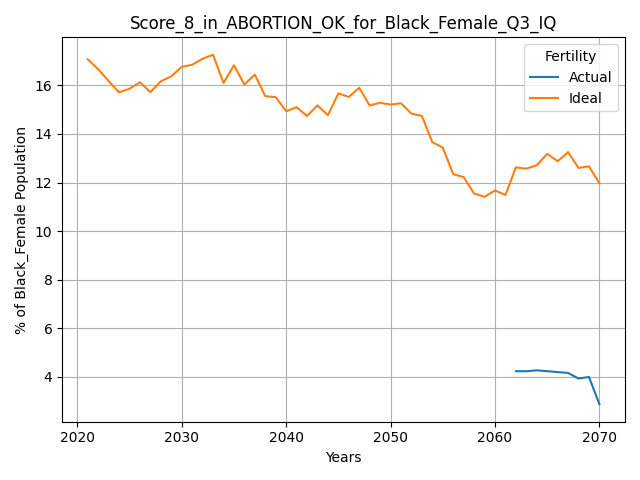 Score_8_in_ABORTION_OK_for_Black_Female_Q3_IQ
Fertility
Actual
Ideal
% of Black_Female Population
16
14
12
10
8
6
4
2020 2030 2040 2050 2060 2070
Years